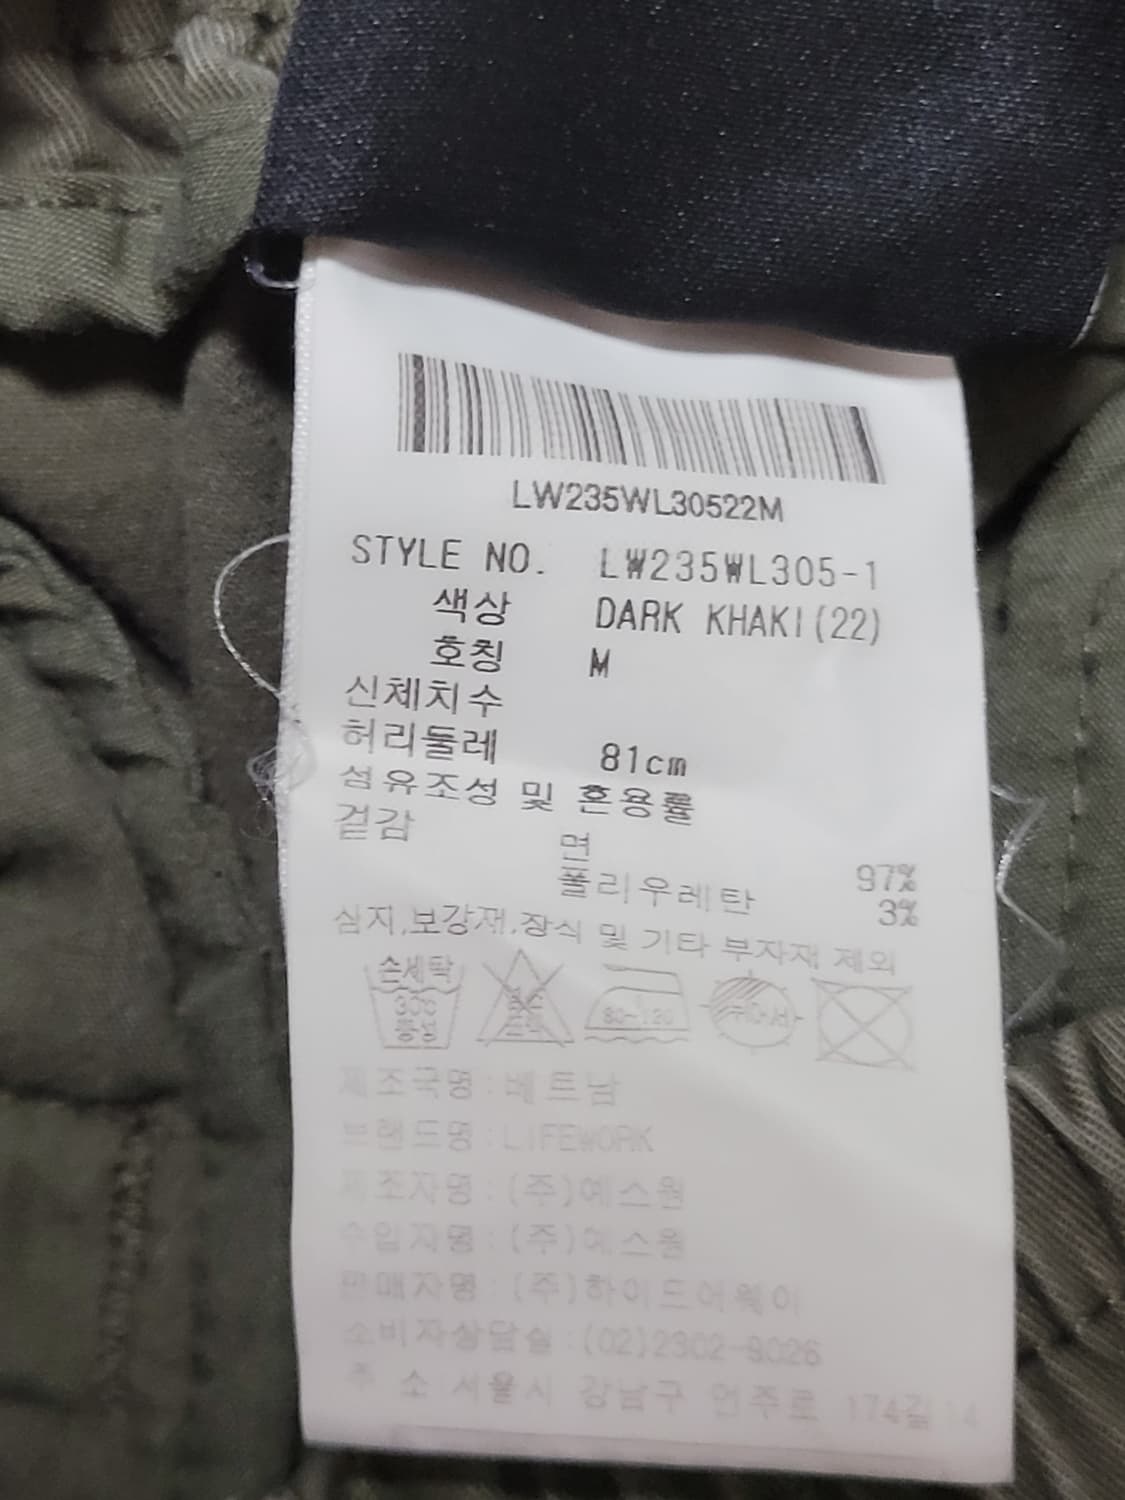 LW235WL30522M
STYLE NO. LW235WL305-1
색상 DARK KHAKI(22)
호칭 M
신체치수
허리둘레 81cm
섬유조성 및 혼용률
겉감
면 97%
폴리우레탄 3%
심지,보강재,장식 및 기타 부자재 제외
손세탁
30℃
중성
80~120
뉘어서
제조국명:베트남
브랜드명:LIFEWORK
제조자명:(주)에스원
수입자명:(주)에스원
판매자명:(주)하이드어웨이
소비자상담실:(02)2302-9026
주 소 서울시 강남구 언주로 174길 14